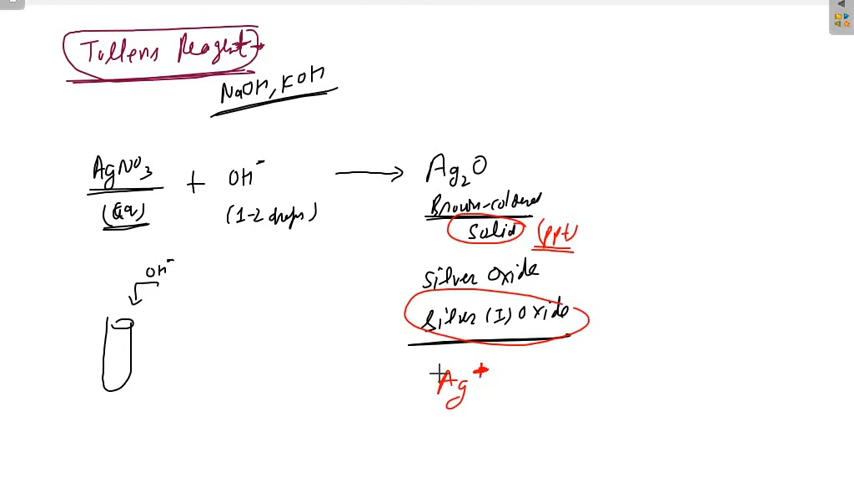 Tollens Reagent
NaOH, KOH
AgNO3 + OH⁻ → Ag2O
(aq) (1-2 drops) Brown-colored
Solid (ppt)
OH⁻
Silver Oxide
Silver (I) Oxide
Ag⁺